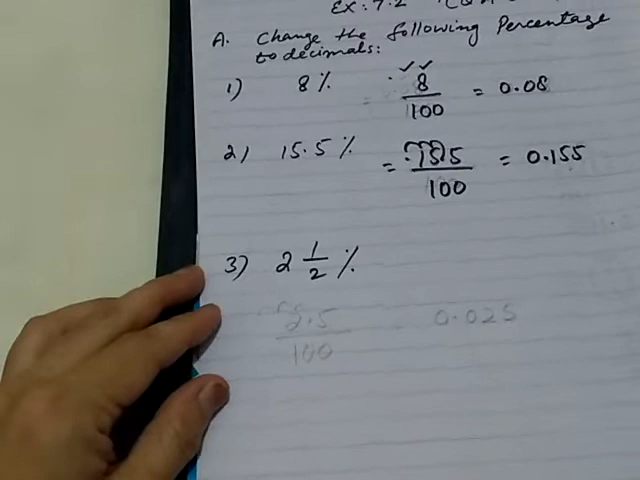 Ex: 7.2
A. Change the following Percentage
to decimals:
1) 8% 8/100 = 0.08
2) 15.5% = 15.5/100 = 0.155
3) 2 1/2 %
2.5/100 0.025